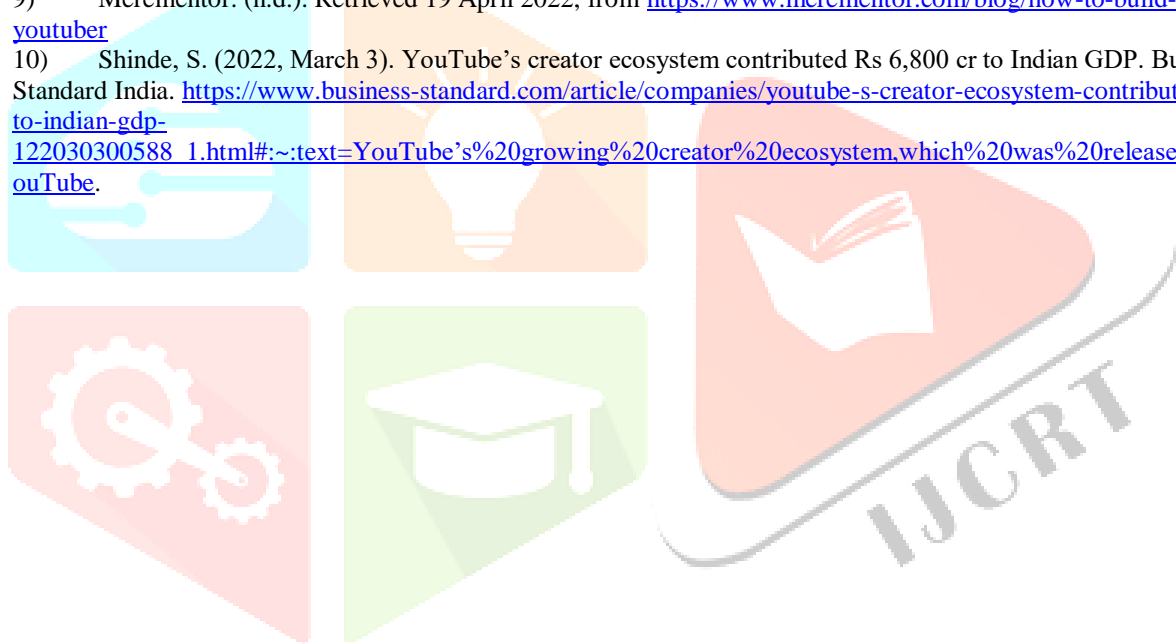 9) Merementor. (n.d.). Retrieved 19 April 2022, from https://www.merementor.com/blog/how-to-build-
youtuber
10) Shinde, S. (2022, March 3). YouTube’s creator ecosystem contributed Rs 6,800 cr to Indian GDP. Bu
Standard India. https://www.business-standard.com/article/companies/youtube-s-creator-ecosystem-contribut
to-indian-gdp-
122030300588_1.html#:~:text=YouTube’s%20growing%20creator%20ecosystem,which%20was%20release
ouTube.
IJCRT